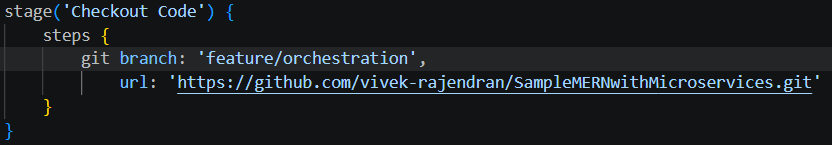 stage('Checkout Code') {
steps {
git branch: 'feature/orchestration',
url: 'https://github.com/vivek-rajendran/SampleMERNwithMicroservices.git'
}
}